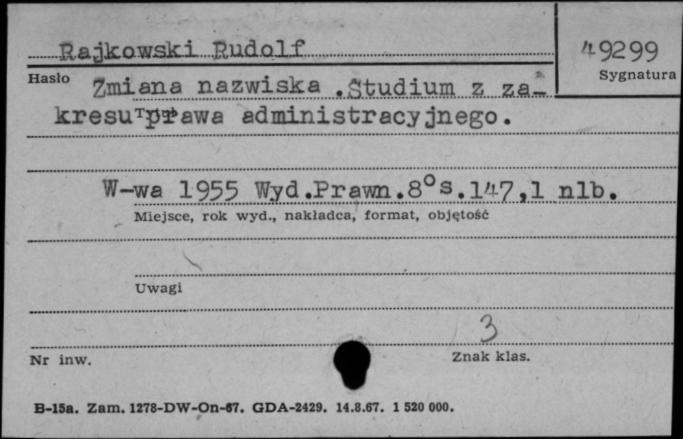 Rajkowski Rudolf
49299
Hasło
Sygnatura
Zmiana nazwiska .Studium z za-
kresu prawa administracyjnego.
W-wa 1955 Wyd.Prawn.8°s.147,1 nlb.
Miejsce, rok wyd., nakładca, format, objętość
Uwagi
3
Nr inw.
Znak klas.
B-15a. Zam. 1278-DW-On-67. GDA-2429. 14.8.67. 1 520 000.